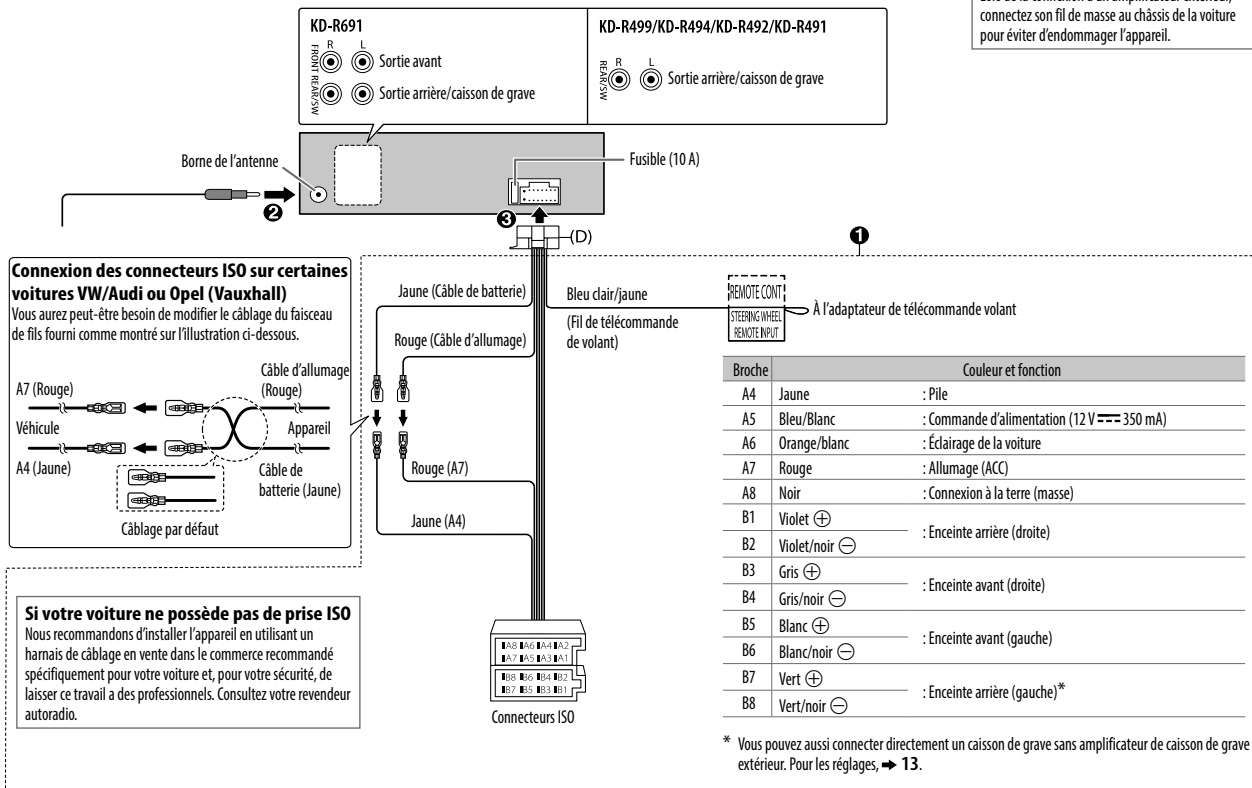 connectez son fil de masse au châssis de la voiture
pour éviter d'endommager l'appareil.
KD-R691
R L
FRONT
Sortie avant
REAR/SW
Sortie arrière/caisson de grave
KD-R499/KD-R494/KD-R492/KD-R491
R L
REAR/SW
Sortie arrière/caisson de grave
Borne de l'antenne
Fusible (10 A)
2
3
(D)
1
Connexion des connecteurs ISO sur certaines
voitures VW/Audi ou Opel (Vauxhall)
Vous aurez peut-être besoin de modifier le câblage du faisceau
de fils fourni comme montré sur l'illustration ci-dessous.
A7 (Rouge)
Câble d'allumage
(Rouge)
Véhicule
Appareil
A4 (Jaune)
Câble de
batterie (Jaune)
Câblage par défaut
Jaune (Câble de batterie)
Rouge (Câble d'allumage)
Bleu clair/jaune
(Fil de télécommande
de volant)
REMOTE CONT
STEERING WHEEL
REMOTE INPUT
À l'adaptateur de télécommande volant
Rouge (A7)
Jaune (A4)
Si votre voiture ne possède pas de prise ISO
Nous recommandons d'installer l'appareil en utilisant un
harnais de câblage en vente dans le commerce recommandé
spécifiquement pour votre voiture et, pour votre sécurité, de
laisser ce travail a des professionnels. Consultez votre revendeur
autoradio.
A8 A6 A4 A2
A7 A5 A3 A1
B8 B6 B4 B2
B7 B5 B3 B1
Connecteurs ISO
Broche Couleur et fonction
A4 Jaune : Pile
A5 Bleu/Blanc : Commande d'alimentation (12 V ⎓ 350 mA)
A6 Orange/blanc : Éclairage de la voiture
A7 Rouge : Allumage (ACC)
A8 Noir : Connexion à la terre (masse)
B1 Violet ⊕ : Enceinte arrière (droite)
B2 Violet/noir ⊖
B3 Gris ⊕ : Enceinte avant (droite)
B4 Gris/noir ⊖
B5 Blanc ⊕ : Enceinte avant (gauche)
B6 Blanc/noir ⊖
B7 Vert ⊕ : Enceinte arrière (gauche)*
B8 Vert/noir ⊖
* Vous pouvez aussi connecter directement un caisson de grave sans amplificateur de caisson de grave
extérieur. Pour les réglages, ➜ 13.